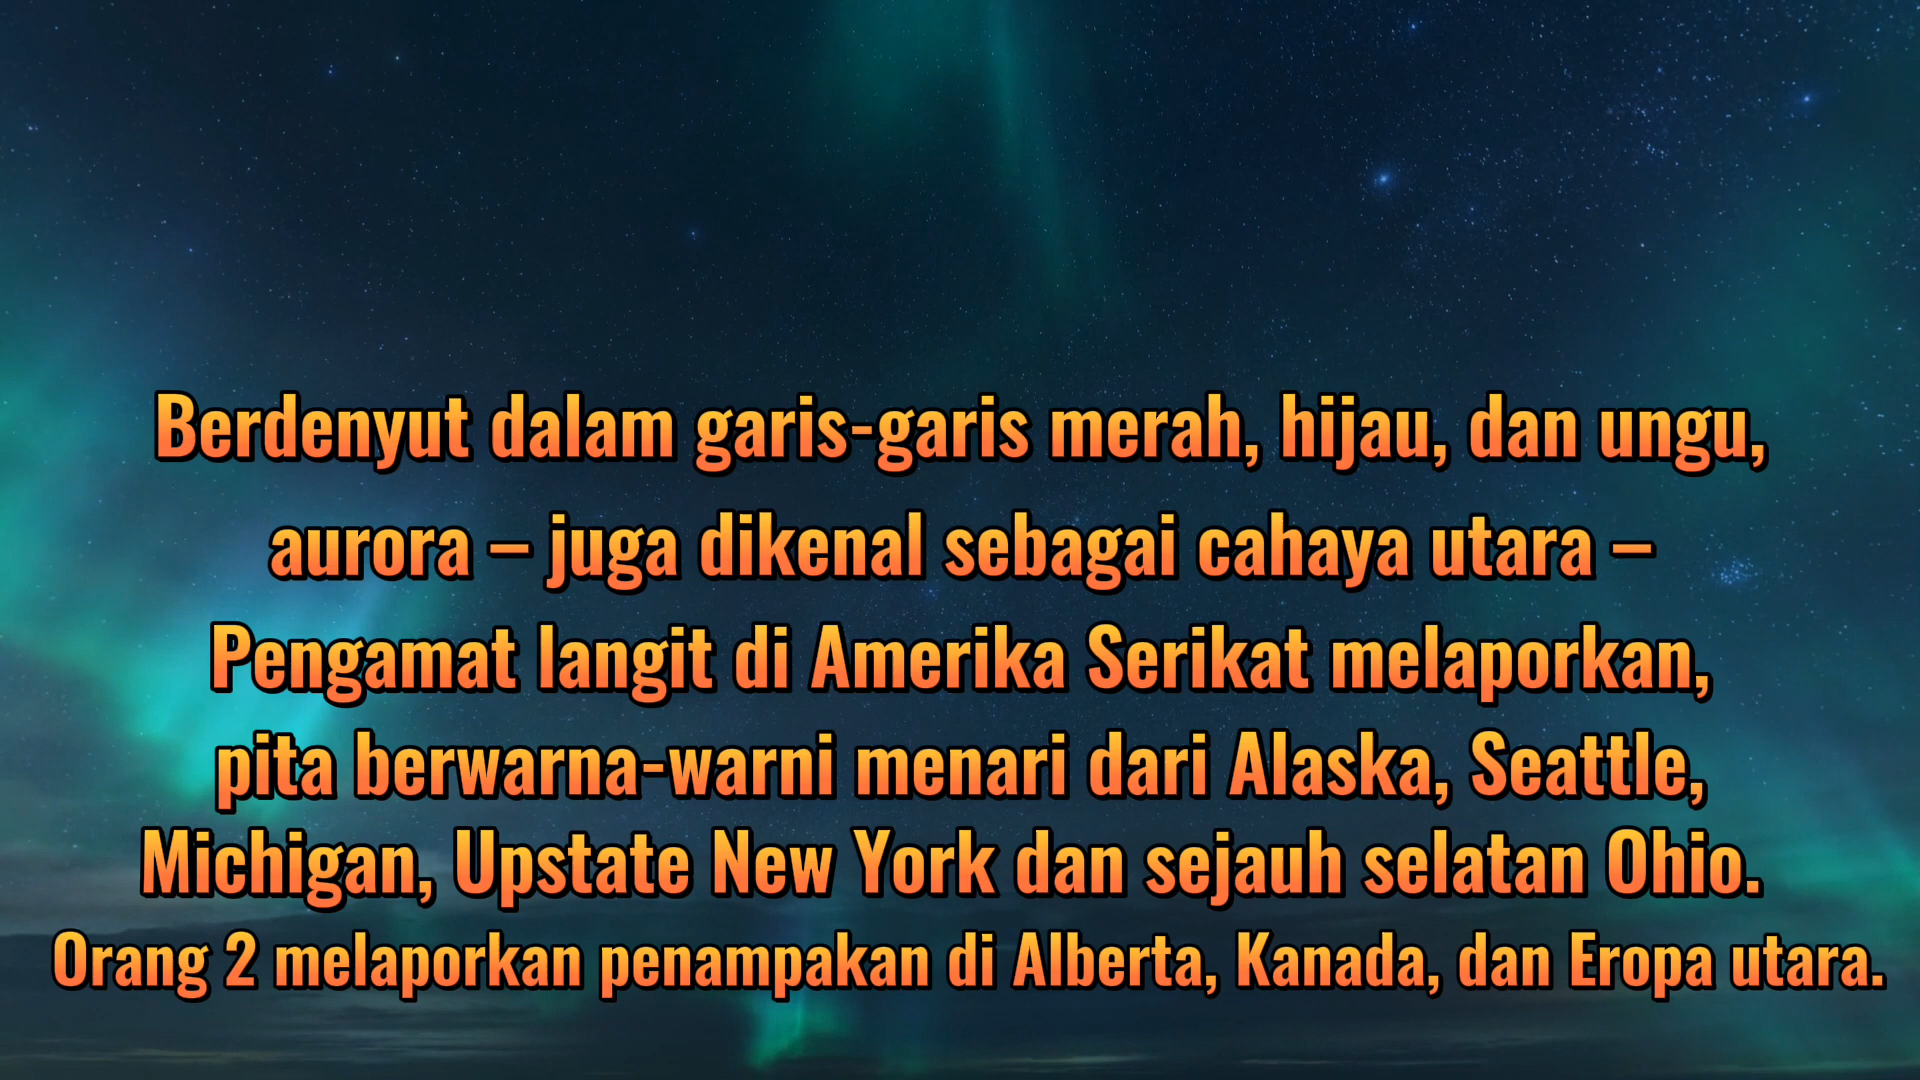 Berdenyut dalam garis-garis merah, hijau, dan ungu,
aurora – juga dikenal sebagai cahaya utara –
Pengamat langit di Amerika Serikat melaporkan,
pita berwarna-warni menari dari Alaska, Seattle,
Michigan, Upstate New York dan sejauh selatan Ohio.
Orang 2 melaporkan penampakan di Alberta, Kanada, dan Eropa utara.